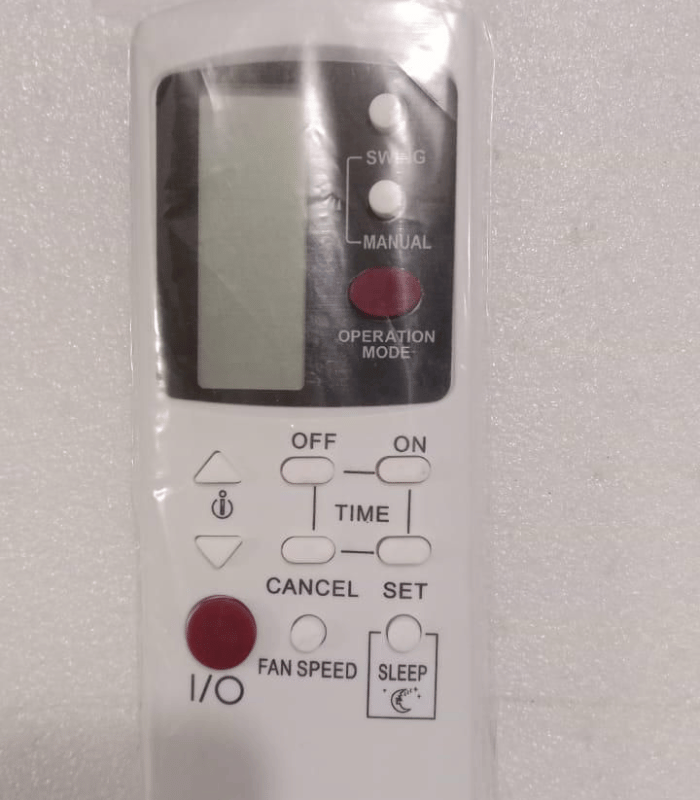 SWING
MANUAL
OPERATION
MODE
OFF ON
TIME
CANCEL SET
FAN SPEED SLEEP
I/O